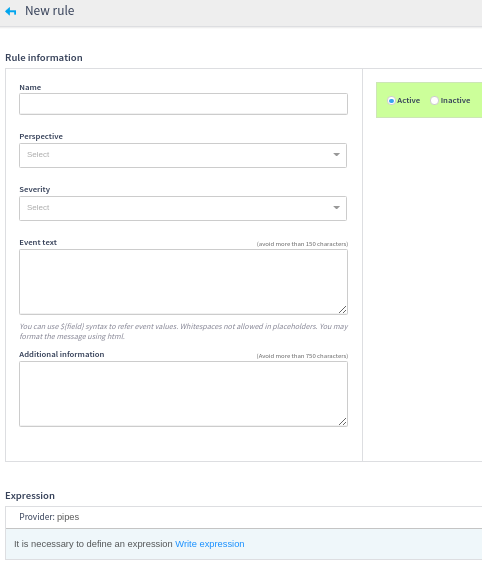 New rule
Rule information
Name
Active
Inactive
Perspective
Select
Severity
Select
Event text
(avoid more than 150 characters)
You can use ${field} syntax to refer event values. Whitespaces not allowed in placeholders. You may
format the message using html.
Additional information
(Avoid more than 750 characters)
Expression
Provider: pipes
It is necessary to define an expression Write expression